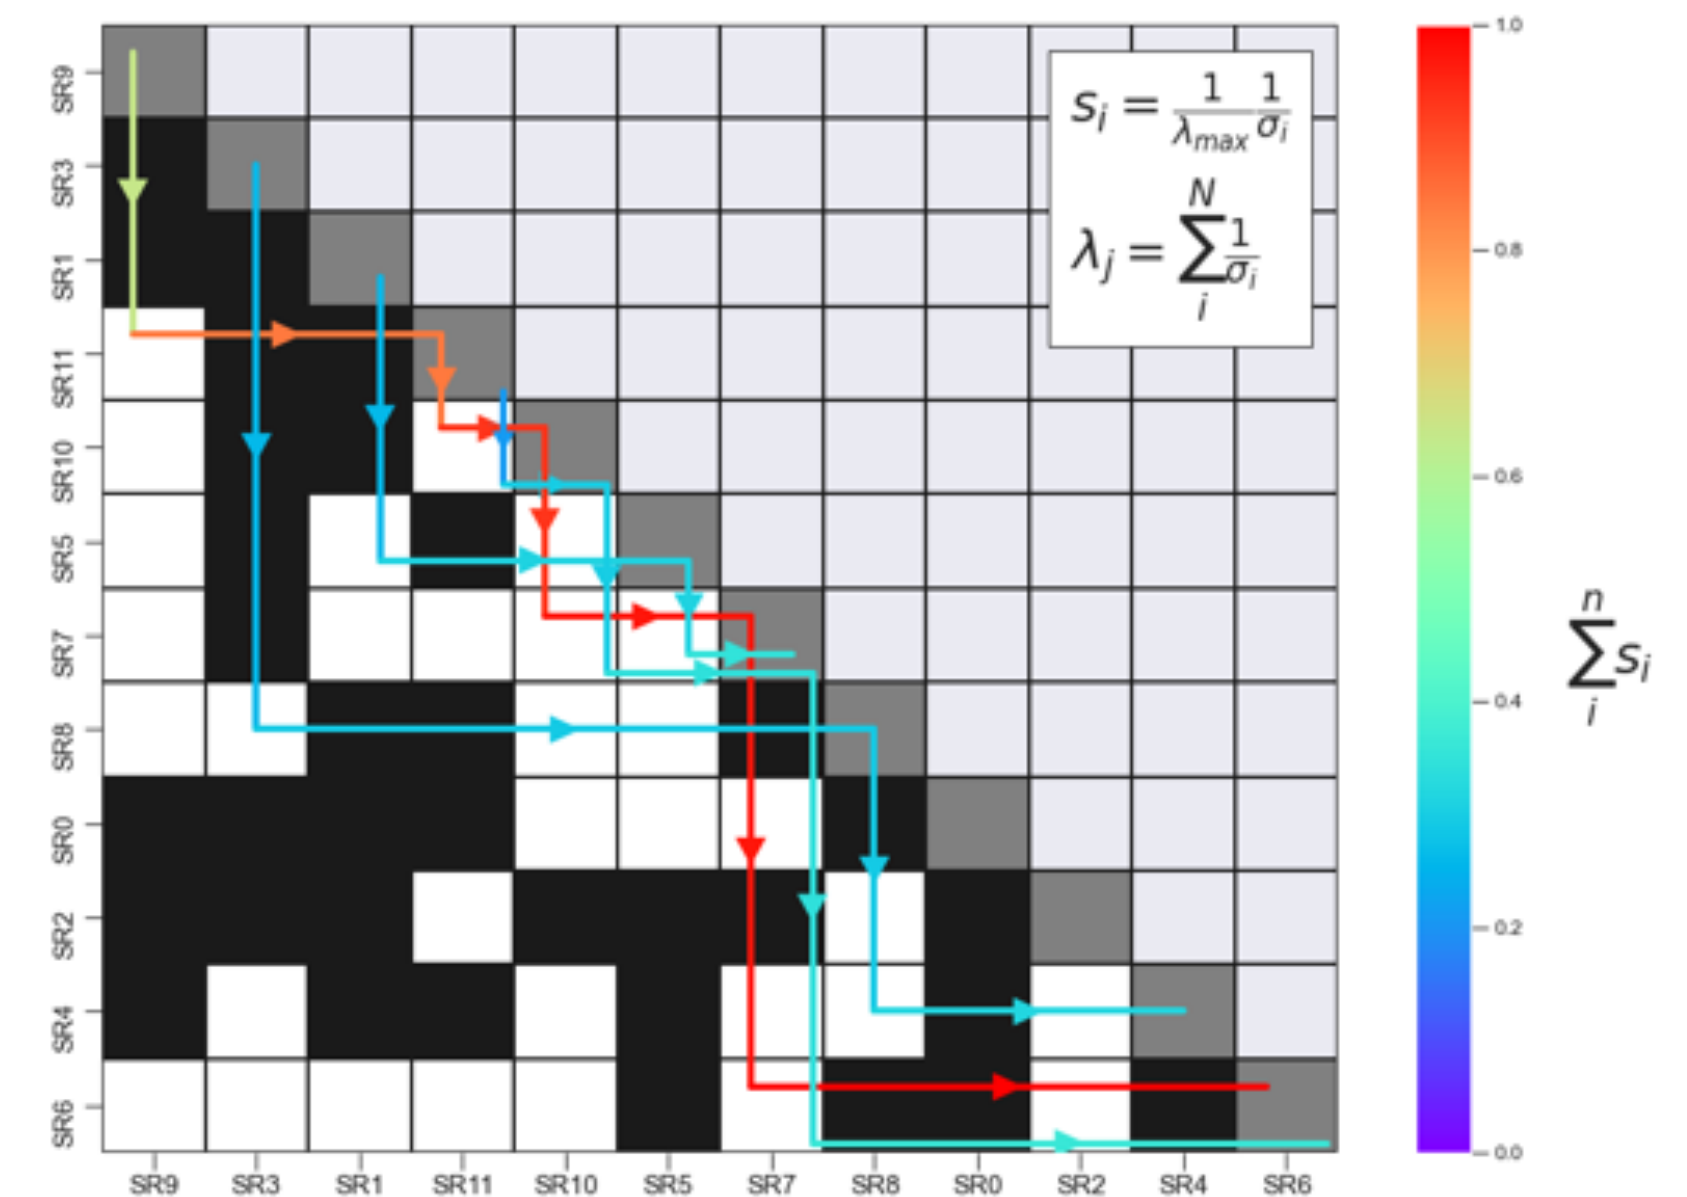 SR9
SR3
SR1
SR11
SR10
SR5
SR7
SR8
SR0
SR2
SR4
SR6
s_i = 1/λ_max 1/σ_i
λ_j = ∑_i^N 1/σ_i
1.0
0.8
0.6
0.4
0.2
0.0
∑_i^n s_i
SR9 SR3 SR1 SR11 SR10 SR5 SR7 SR8 SR0 SR2 SR4 SR6